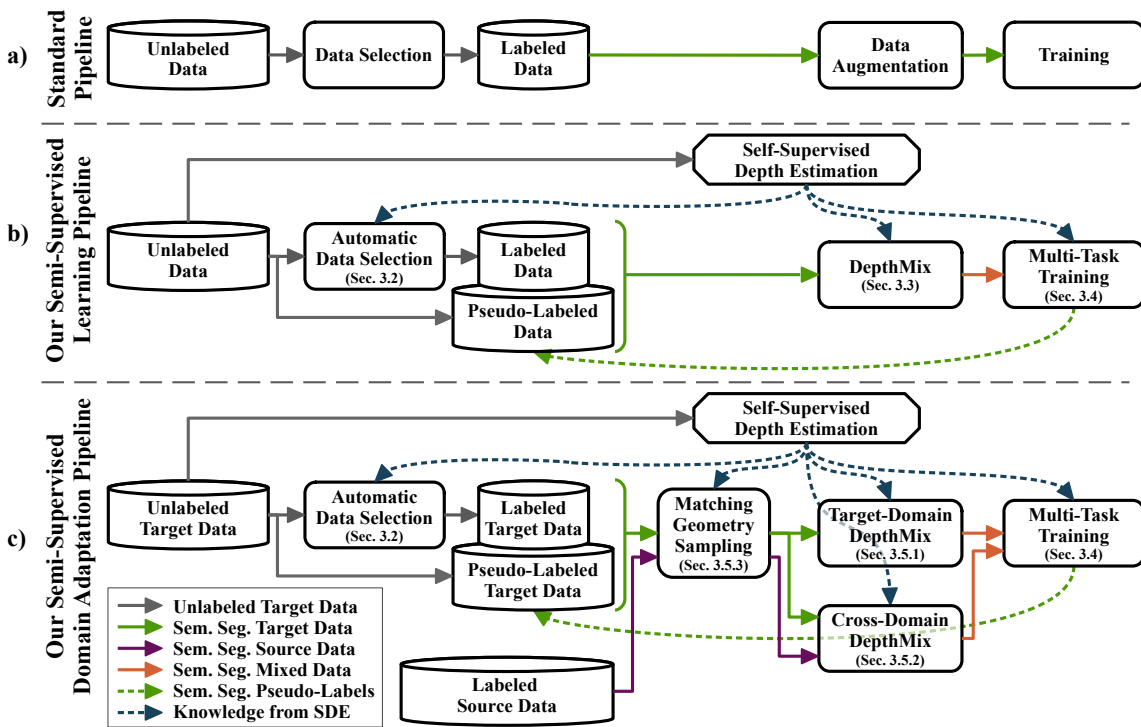 a)
Standard
Pipeline
Unlabeled
Data
Data Selection
Labeled
Data
Data
Augmentation
Training
b)
Our Semi-Supervised
Learning Pipeline
Self-Supervised
Depth Estimation
Unlabeled
Data
Automatic
Data Selection
(Sec. 3.2)
Labeled
Data
Pseudo-Labeled
Data
DepthMix
(Sec. 3.3)
Multi-Task
Training
(Sec. 3.4)
c)
Our Semi-Supervised
Domain Adaptation Pipeline
Self-Supervised
Depth Estimation
Unlabeled
Target Data
Automatic
Data Selection
(Sec. 3.2)
Labeled
Target Data
Pseudo-Labeled
Target Data
Matching
Geometry
Sampling
(Sec. 3.5.3)
Target-Domain
DepthMix
(Sec. 3.5.1)
Multi-Task
Training
(Sec. 3.4)
Cross-Domain
DepthMix
(Sec. 3.5.2)
Labeled
Source Data
Unlabeled Target Data
Sem. Seg. Target Data
Sem. Seg. Source Data
Sem. Seg. Mixed Data
Sem. Seg. Pseudo-Labels
Knowledge from SDE